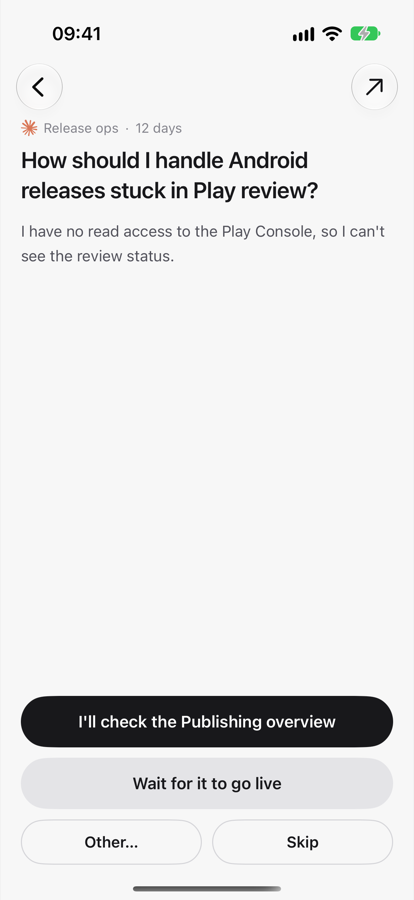 09:41
Release ops · 12 days
How should I handle Android
releases stuck in Play review?
I have no read access to the Play Console, so I can't
see the review status.
I'll check the Publishing overview
Wait for it to go live
Other...
Skip